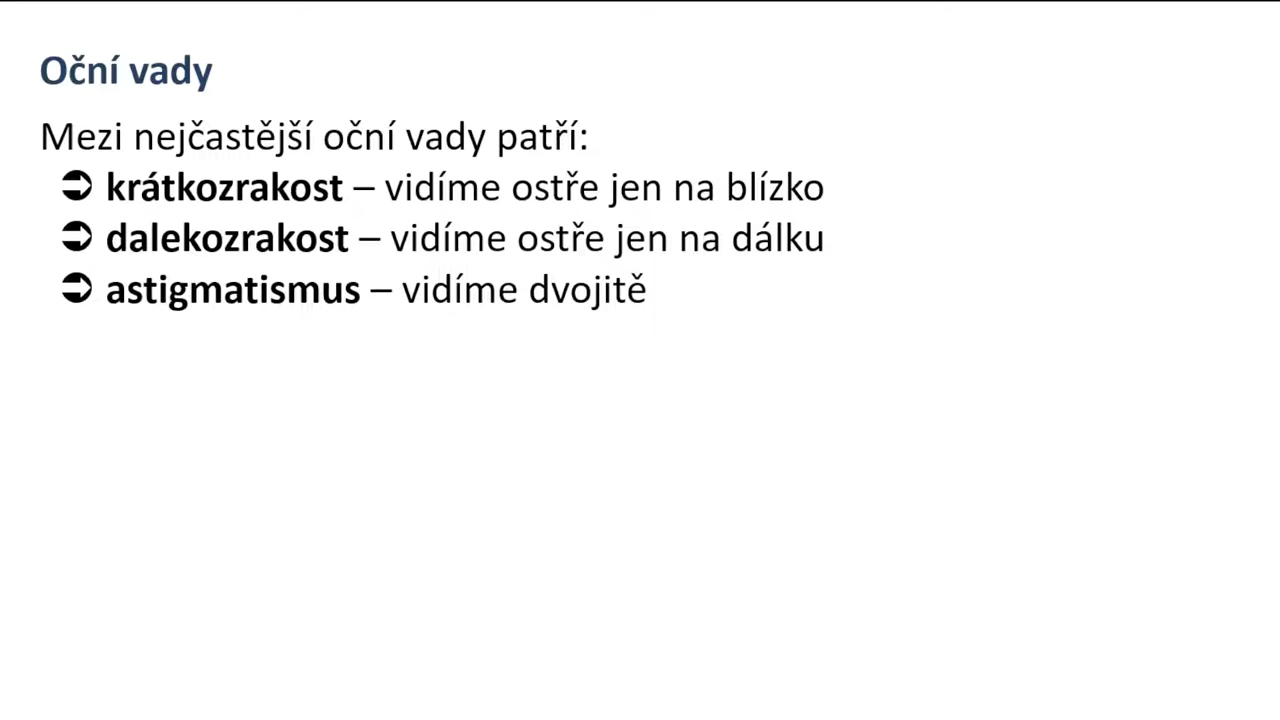 Oční vady
Mezi nejčastější oční vady patří:
➲ krátkozrakost – vidíme ostře jen na blízko
➲ dalekozrakost – vidíme ostře jen na dálku
➲ astigmatismus – vidíme dvojitě